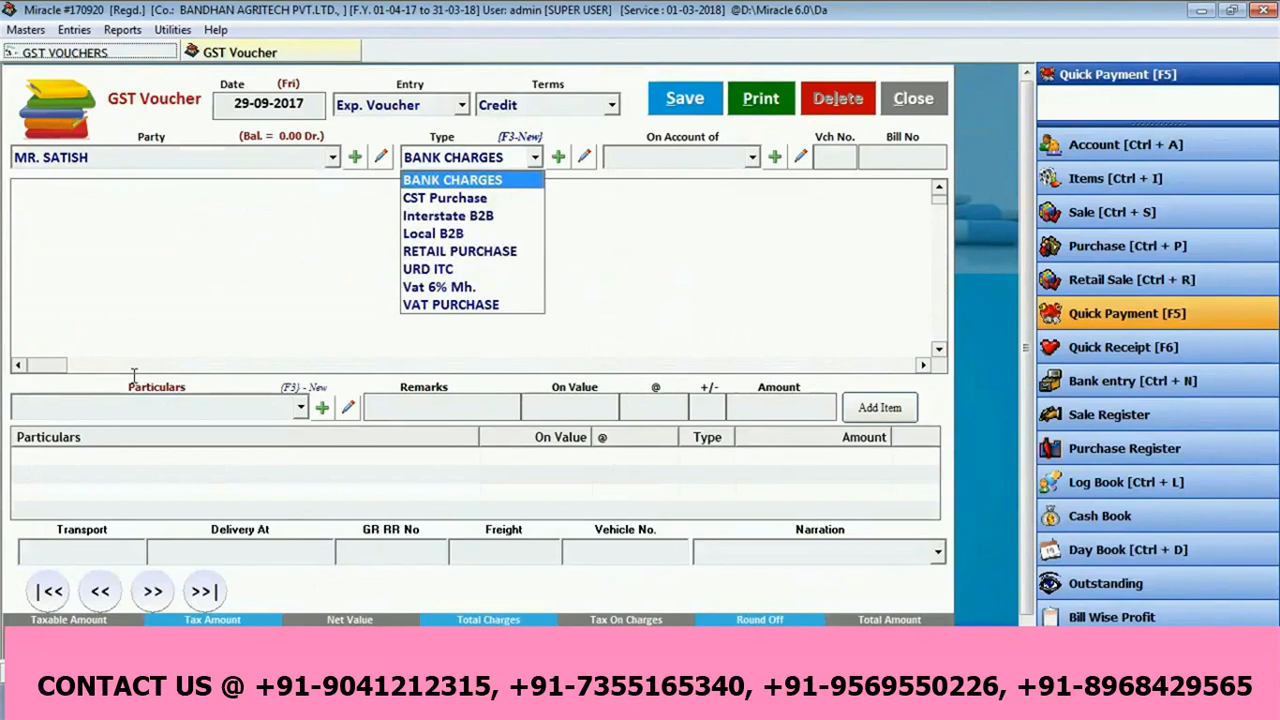 Miracle #170920 [Regd.] (Co.: BANDHAN AGRITECH PVT.LTD., ) [F.Y. 01-04-17 to 31-03-18] User: admin [SUPER USER] [Service : 01-03-2018] @D:\Miracle 6.0\Da
Masters Entries Reports Utilities Help
GST VOUCHERS GST Voucher
Quick Payment [F5]
Date (Fri) Entry Terms
GST Voucher 29-09-2017 Exp. Voucher Credit Save Print Delete Close
Party (Bal. = 0.00 Dr.) Type (F3-New) On Account of Vch No. Bill No
MR. SATISH BANK CHARGES
BANK CHARGES
CST Purchase
Interstate B2B
Local B2B
RETAIL PURCHASE
URD ITC
Vat 6% Mh.
VAT PURCHASE
Particulars (F3) - New Remarks On Value @ +/- Amount
Add Item
Particulars On Value @ Type Amount
Transport Delivery At GR RR No Freight Vehicle No. Narration
|<< << >> >>|
Taxable Amount Tax Amount Net Value Total Charges Tax On Charges Round Off Total Amount
Account [Ctrl + A]
Items [Ctrl + I]
Sale [Ctrl + S]
Purchase [Ctrl + P]
Retail Sale [Ctrl + R]
Quick Payment [F5]
Quick Receipt [F6]
Bank entry [Ctrl + N]
Sale Register
Purchase Register
Log Book [Ctrl + L]
Cash Book
Day Book [Ctrl + D]
Outstanding
Bill Wise Profit
CONTACT US @ +91-9041212315, +91-7355165340, +91-9569550226, +91-8968429565